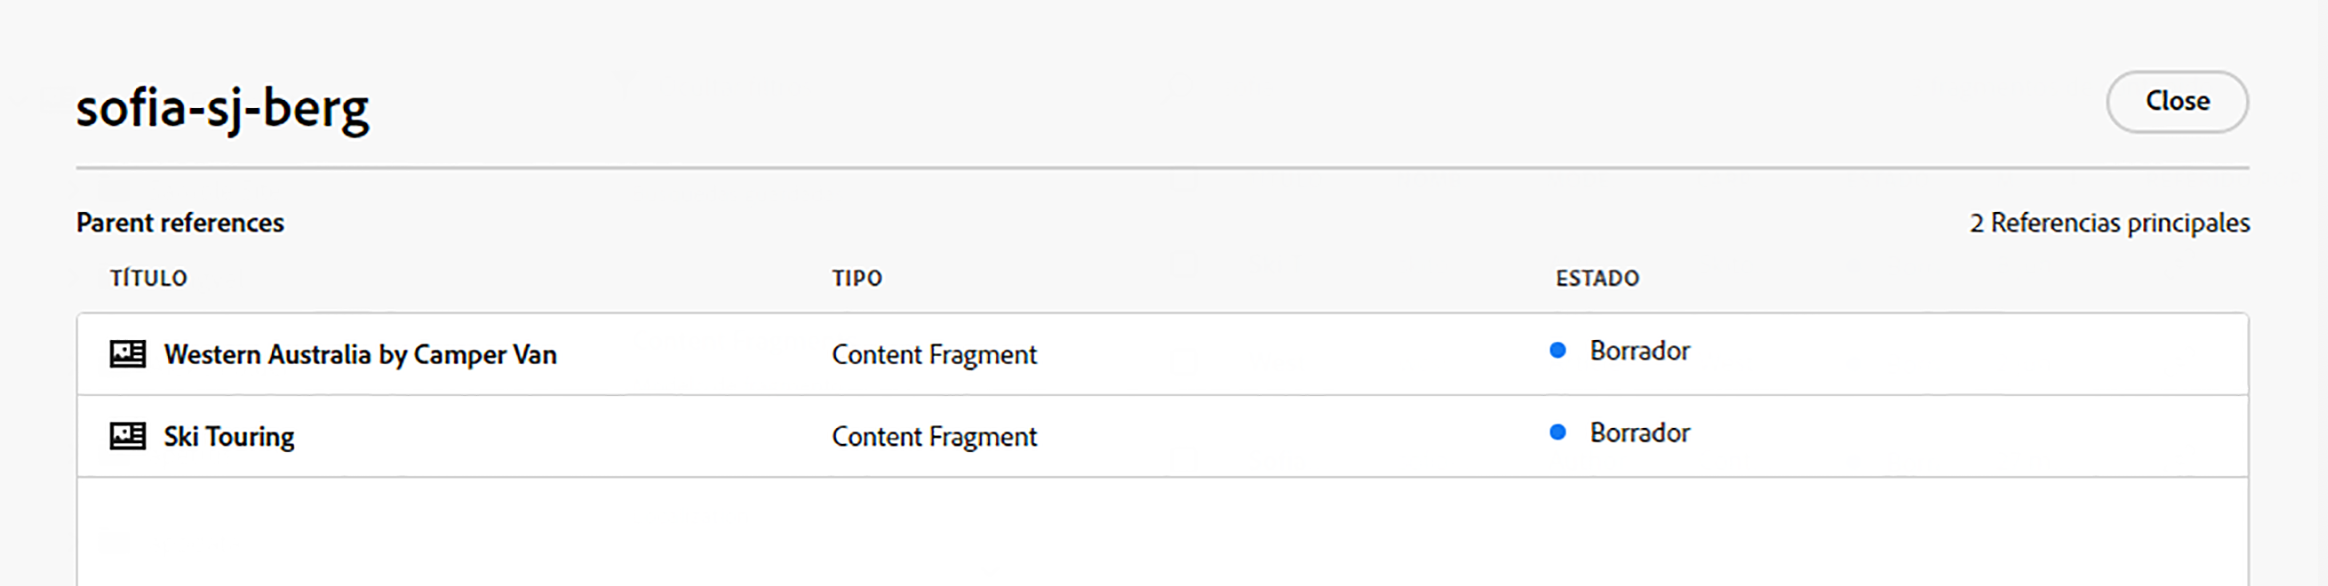 sofia-sj-berg
Close
Parent references
2 Referencias principales
TÍTULO TIPO ESTADO
Western Australia by Camper Van Content Fragment Borrador
Ski Touring Content Fragment Borrador